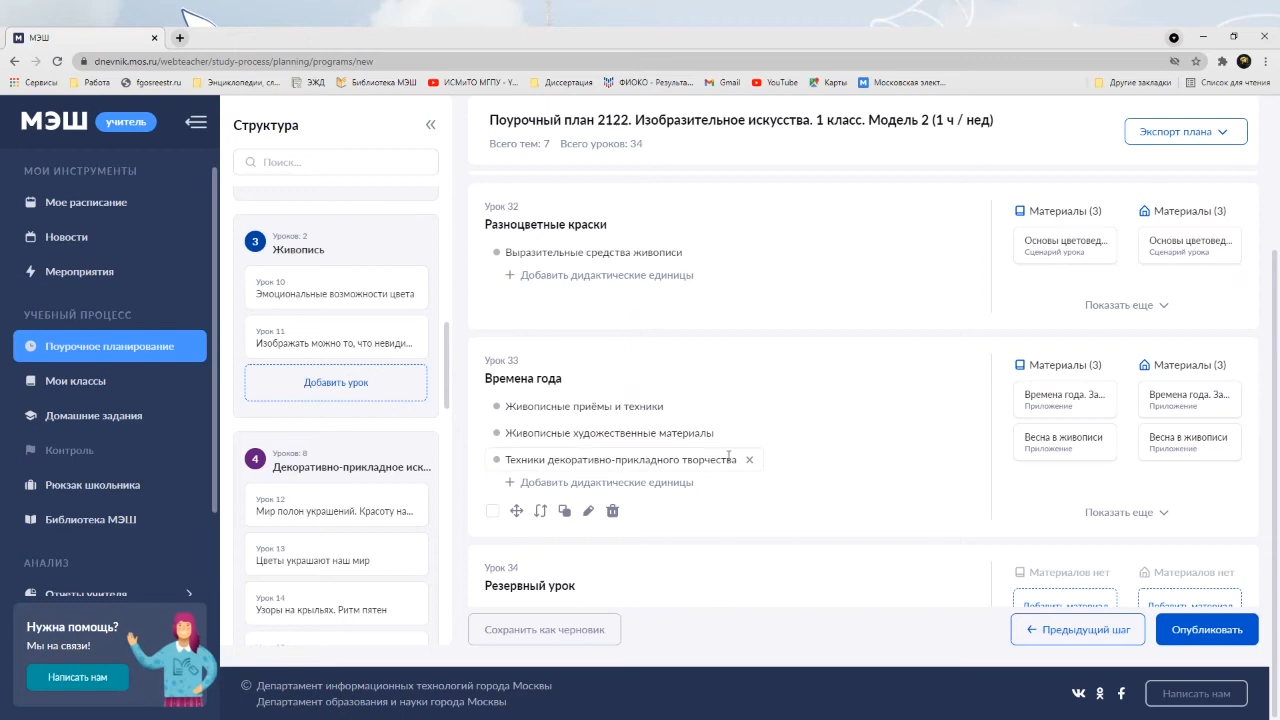 МЭШ
dnevnik.mos.ru/webteacher/study-process/planning/programs/new
Сервисы
Работа
fgosreestr.ru
Энциклопедия, сл...
ЭЖД
Библиотека МЭШ
ИСМиТО МГПУ - Y...
Диссертация
ФИОКО - Результа...
Gmail
YouTube
Карты
Московская элект...
Другие закладки
Список для чтения
МЭШ
учитель
МОИ ИНСТРУМЕНТЫ
Мое расписание
Новости
Мероприятия
УЧЕБНЫЙ ПРОЦЕСС
Поурочное планирование
Мои классы
Домашние задания
Контроль
Рюкзак школьника
Библиотека МЭШ
АНАЛИЗ
Отчеты учителя
Нужна помощь?
Мы на связи!
Написать нам
Структура
Поиск...
3
Уроков: 2
Живопись
Урок 10
Эмоциональные возможности цвета
Урок 11
Изображать можно то, что невиди...
Добавить урок
4
Уроков: 8
Декоративно-прикладное иск...
Урок 12
Мир полон украшений. Красоту на...
Урок 13
Цветы украшают наш мир
Урок 14
Узоры на крыльях. Ритм пятен
Поурочный план 2122. Изобразительное искусства. 1 класс. Модель 2 (1 ч / нед)
Всего тем: 7 Всего уроков: 34
Экспорт плана
Урок 32
Разноцветные краски
Выразительные средства живописи
Добавить дидактические единицы
Материалы (3)
Основы цветовед...
Сценарий урока
Материалы (3)
Основы цветовед...
Сценарий урока
Показать еще
Урок 33
Времена года
Живописные приёмы и техники
Живописные художественные материалы
Техники декоративно-прикладного творчества
Добавить дидактические единицы
Материалы (3)
Времена года. За...
Приложение
Весна в живописи
Приложение
Материалы (3)
Времена года. За...
Приложение
Весна в живописи
Приложение
Показать еще
Урок 34
Резервный урок
Материалов нет
Добавить материал
Материалов нет
Добавить материал
Сохранить как черновик
Предыдущий шаг
Опубликовать
© Департамент информационных технологий города Москвы
Департамент образования и науки города Москвы
Написать нам